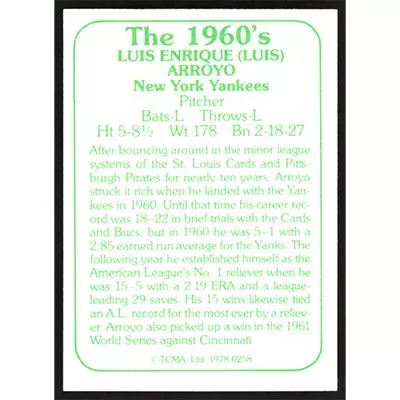 The 1960's
LUIS ENRIQUE (LUIS)
ARROYO
New York Yankees
Pitcher
Bats-L Throws-L
Ht 5-8½ Wt 178 Bn 2-18-27
After bouncing around in the minor league
systems of the St. Louis Cards and Pitts-
burgh Pirates for nearly ten years, Arroyo
struck it rich when he landed with the Yan-
kees in 1960. Until that time his career rec-
ord was 18-22 in brief trials with the Cards
and Bucs, but in 1960 he was 5-1 with a
2.85 earned run average for the Yanks. The
following year he established himself as the
American League's No. 1 reliever when he
was 15-5 with a 2.19 ERA and a league-
leading 29 saves. His 15 wins likewise tied
an A.L. record for the most ever by a reliev-
er. Arroyo also picked up a win in the 1961
World Series against Cincinnati.
©TCMA, Ltd. 1978-0258